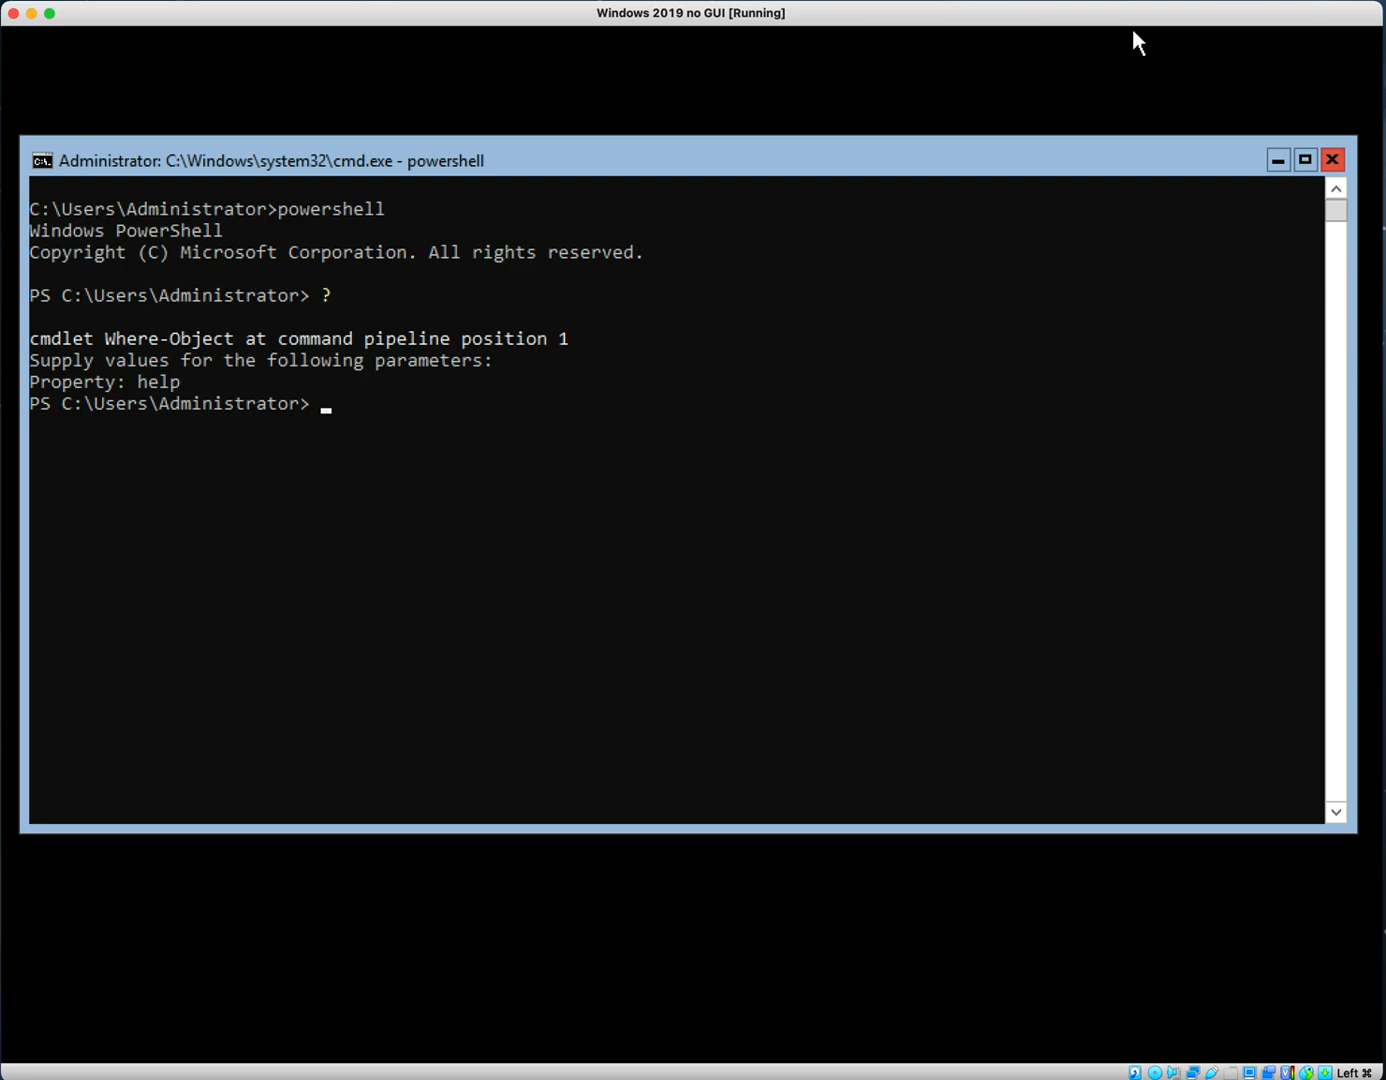 Windows 2019 no GUI [Running]
Administrator: C:\Windows\system32\cmd.exe - powershell
C:\Users\Administrator>powershell
Windows PowerShell
Copyright (C) Microsoft Corporation. All rights reserved.
PS C:\Users\Administrator> ?
cmdlet Where-Object at command pipeline position 1
Supply values for the following parameters:
Property: help
PS C:\Users\Administrator>
Left ⌘